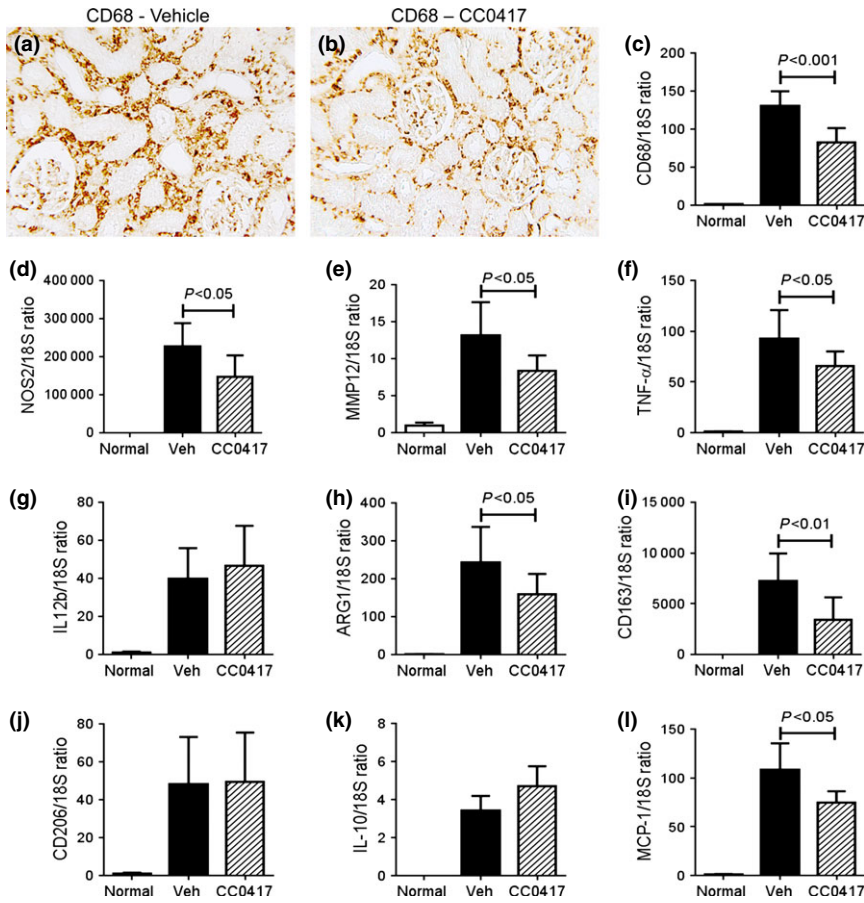 CD68 - Vehicle
CD68 – CC0417
(a)
(b)
(c)
P<0.001
CD68/18S ratio
150
100
50
0
Normal
Veh
CC0417
(d)
P<0.05
NOS2/18S ratio
400 000
300 000
200 000
100 000
0
Normal
Veh
CC0417
(e)
P<0.05
MMP12/18S ratio
20
15
10
5
0
Normal
Veh
CC0417
(f)
P<0.05
TNF-α/18S ratio
150
100
50
0
Normal
Veh
CC0417
(g)
IL12b/18S ratio
80
60
40
20
0
Normal
Veh
CC0417
(h)
P<0.05
ARG1/18S ratio
400
300
200
100
0
Normal
Veh
CC0417
(i)
P<0.01
CD163/18S ratio
15 000
10 000
5000
0
Normal
Veh
CC0417
(j)
CD206/18S ratio
80
60
40
20
0
Normal
Veh
CC0417
(k)
IL-10/18S ratio
8
6
4
2
0
Normal
Veh
CC0417
(l)
P<0.05
MCP-1/18S ratio
150
100
50
0
Normal
Veh
CC0417